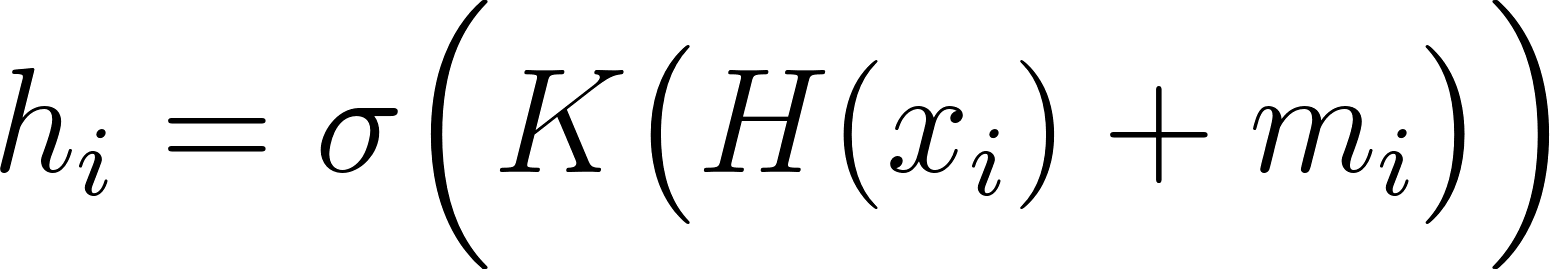 h_i = σ(K(H(x_i) + m_i))